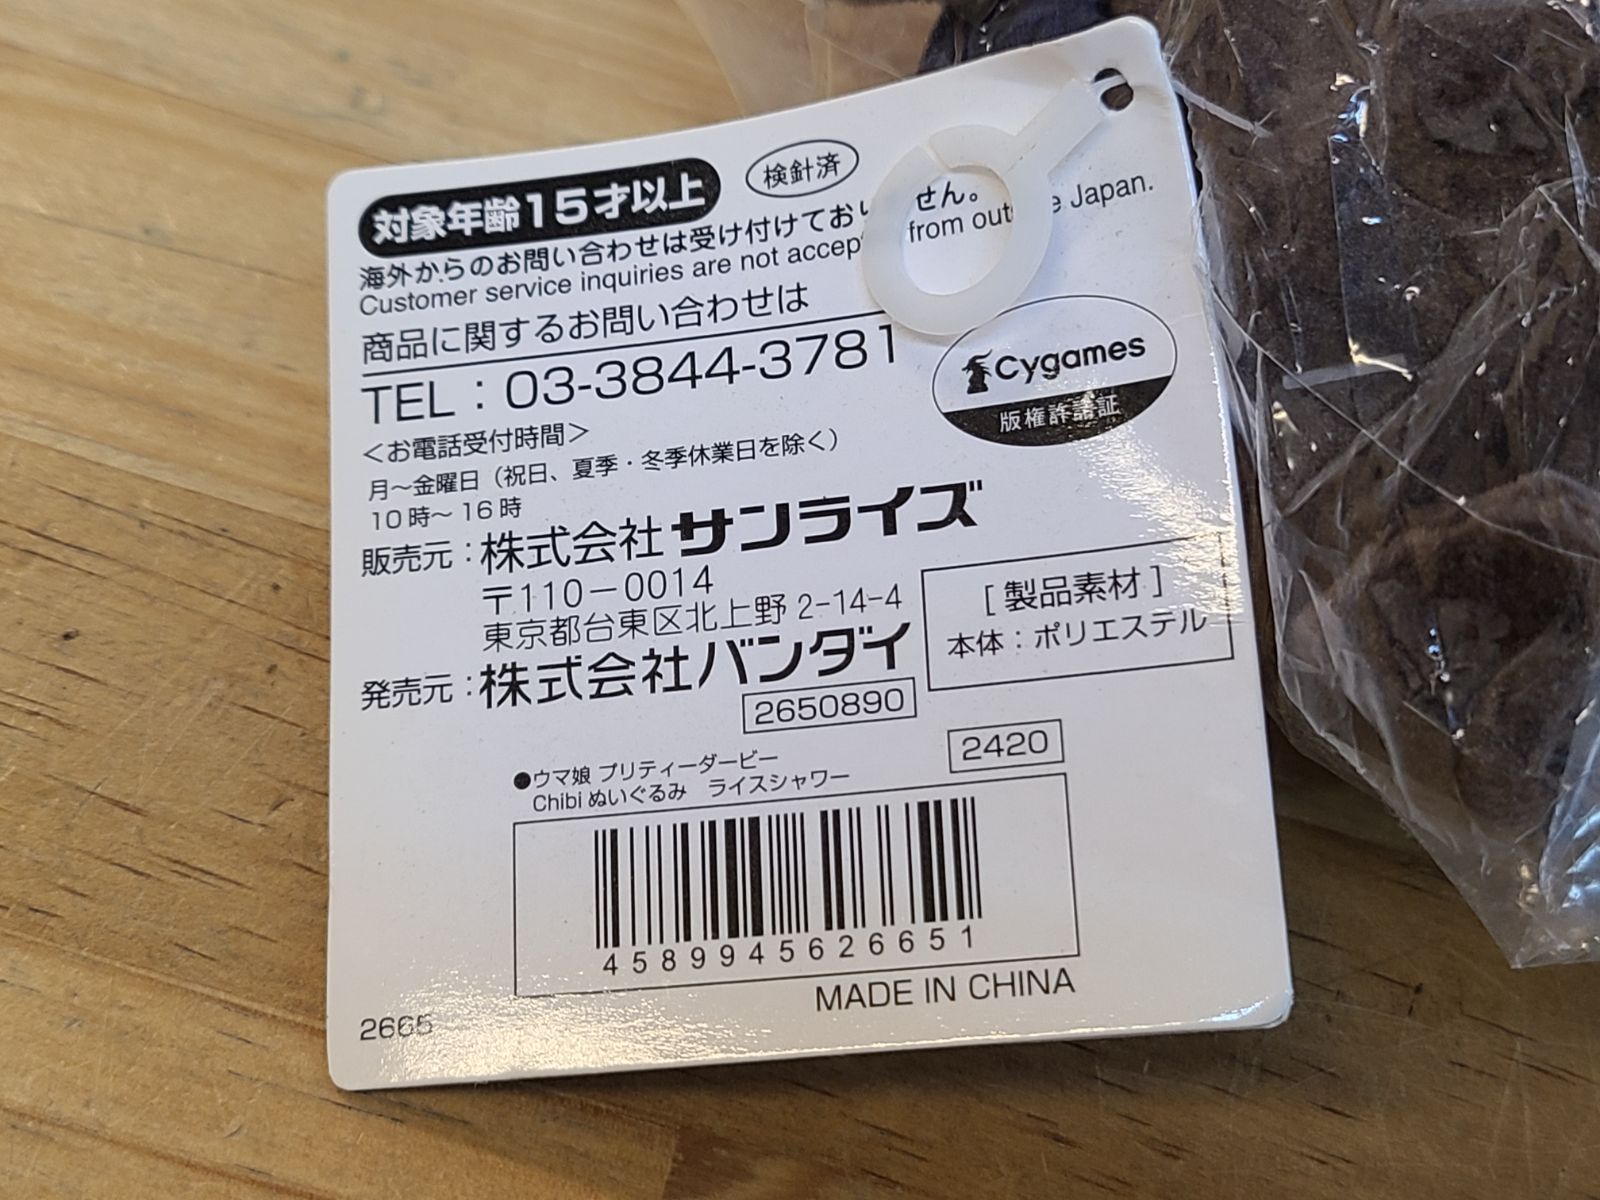 対象年齢15才以上
検針済
海外からのお問い合わせは受け付けておい せん。
Customer service inquiries are not accep from out e Japan.
商品に関するお問い合わせは
TEL：03-3844-3781
Cygames
版権許諾証
＜お電話受付時間＞
月～金曜日（祝日、夏季・冬季休業日を除く）
10時～16時
販売元：株式会社サンライズ
〒110－0014
東京都台東区北上野2-14-4
発売元：株式会社バンダイ
2650890
[製品素材]
本体：ポリエステル
2420
●ウマ娘 プリティーダービー
Chibiぬいぐるみ　ライスシャワー
4589945626651
MADE IN CHINA
2665